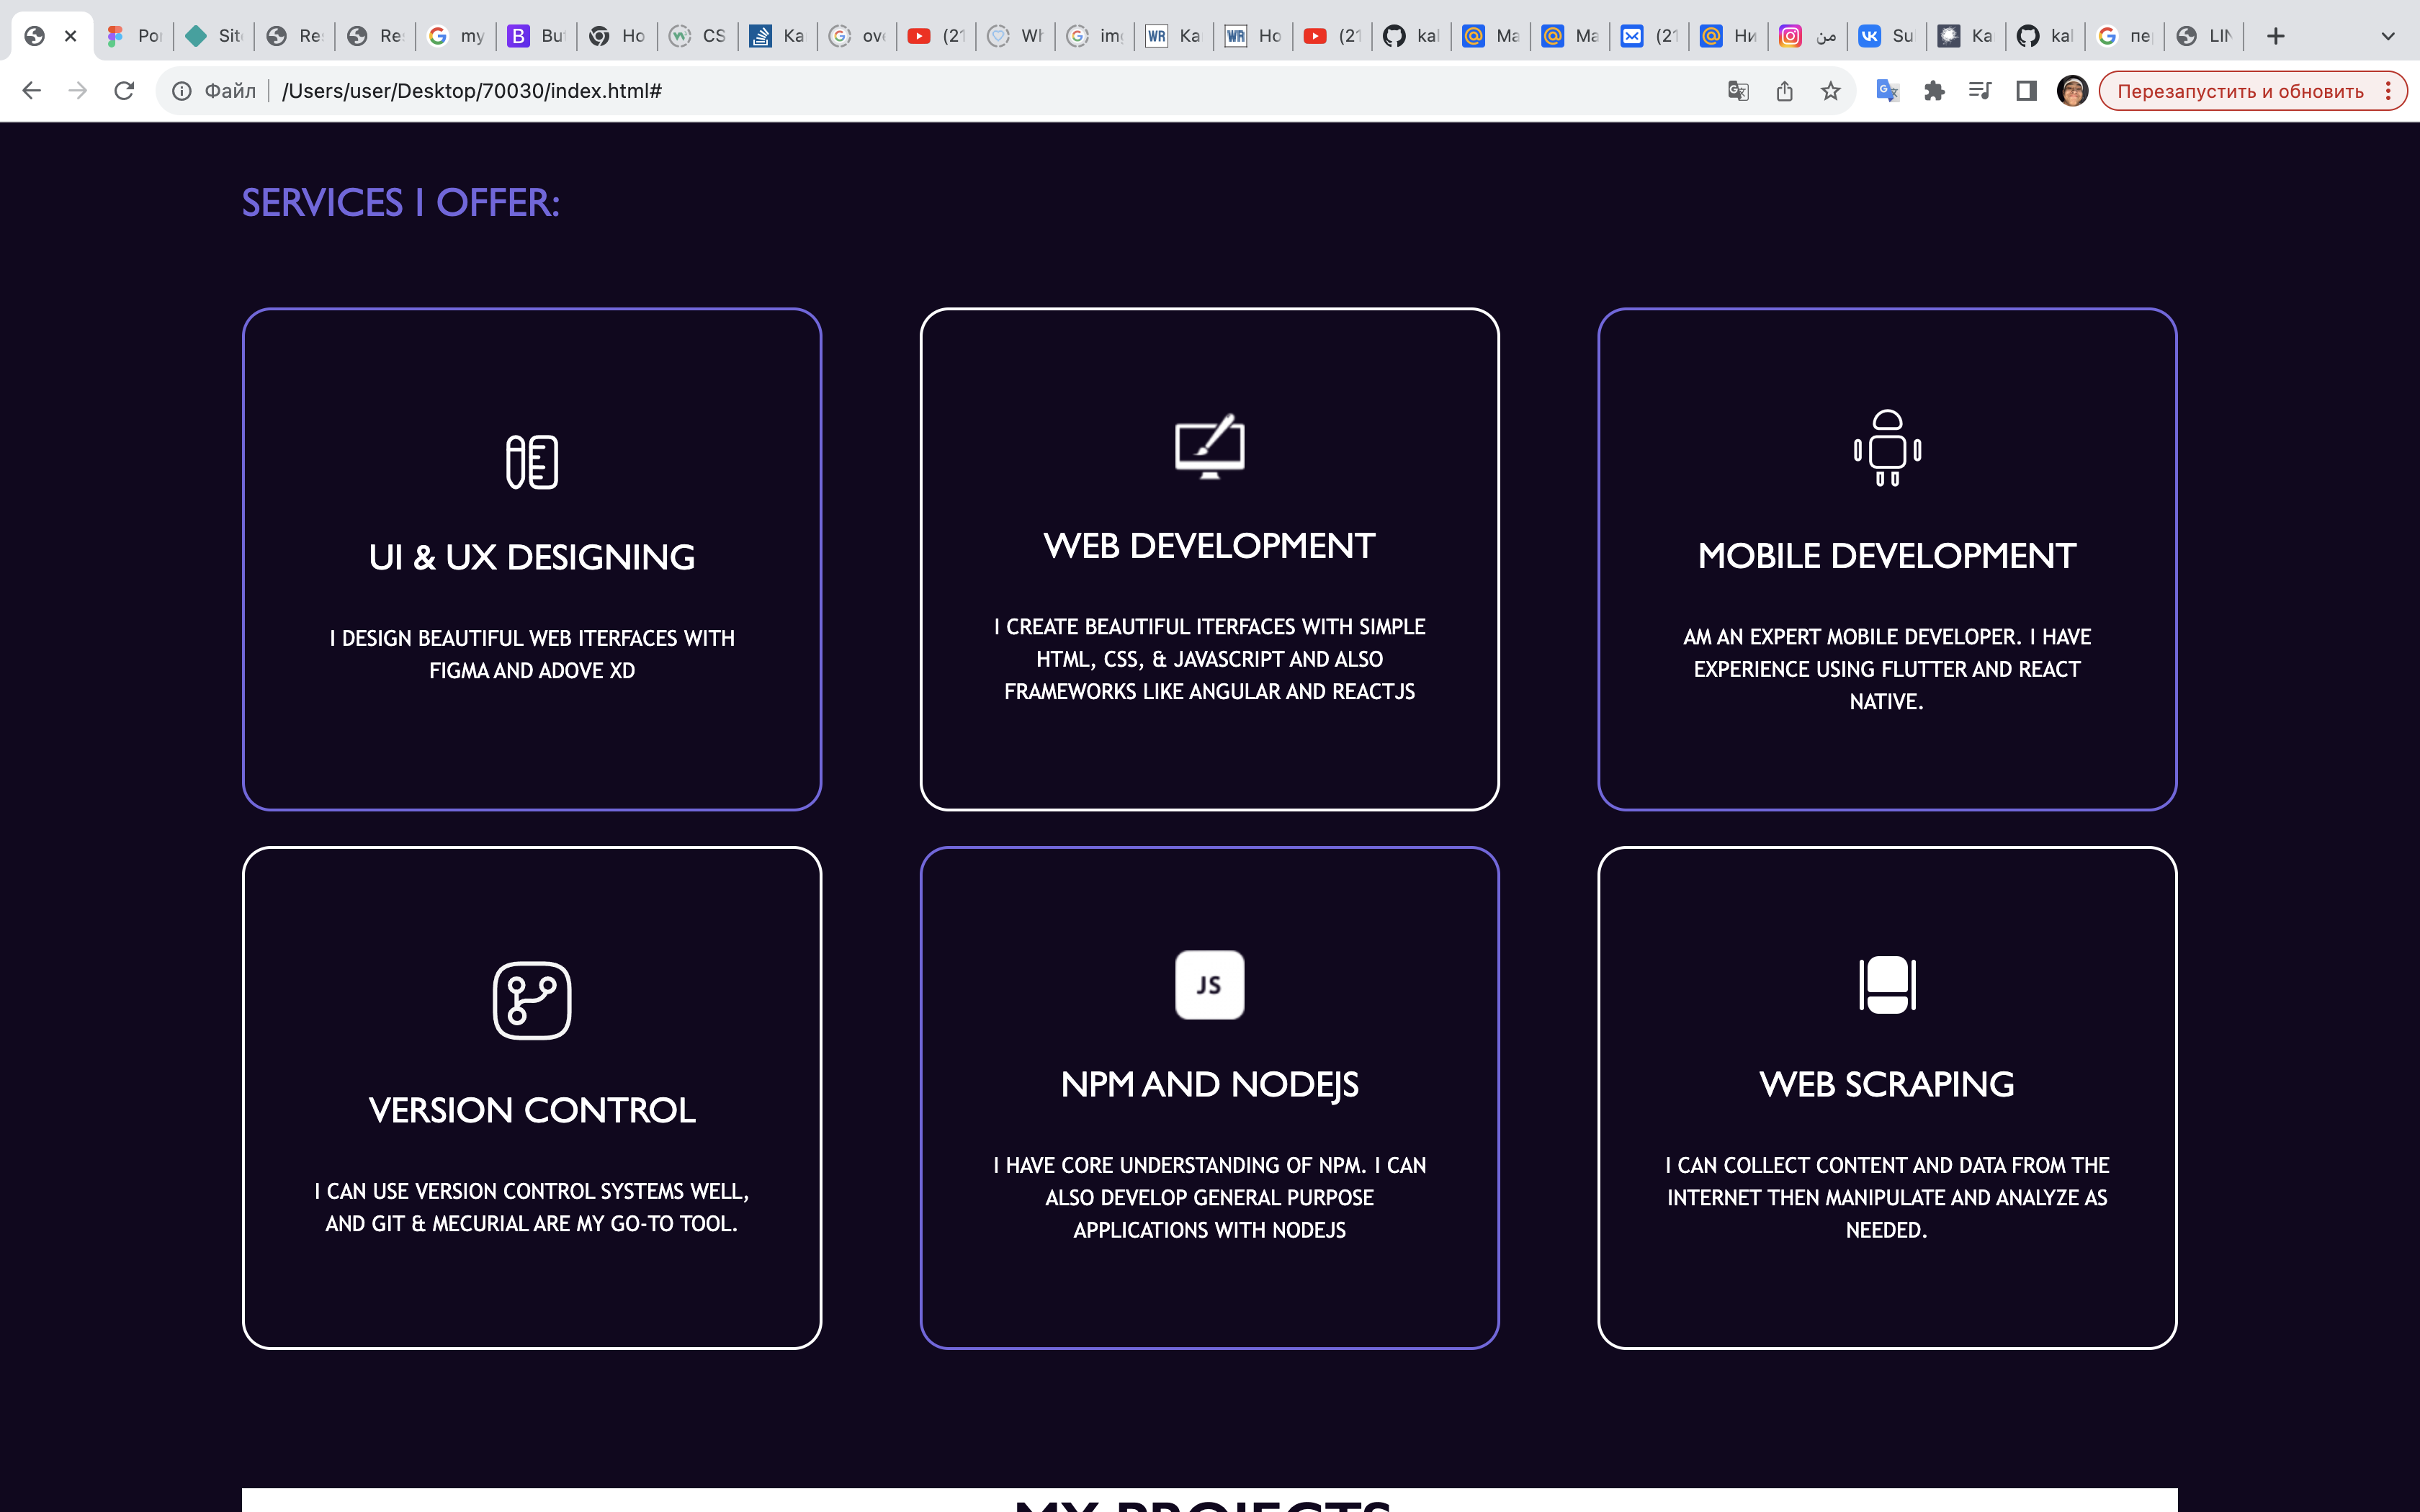 Por
Sit
Re
Re
my
Bu
Ho
CS
Ka
ove
(21
Wh
img
Ka
Ho
(21
kal
Ma
Ma
(21
Ни
من
Su
Ka
kal
пе
LIN
Файл /Users/user/Desktop/70030/index.html#
Перезапустить и обновить
SERVICES I OFFER:
UI & UX DESIGNING
I DESIGN BEAUTIFUL WEB ITERFACES WITH
FIGMA AND ADOVE XD
WEB DEVELOPMENT
I CREATE BEAUTIFUL ITERFACES WITH SIMPLE
HTML, CSS, & JAVASCRIPT AND ALSO
FRAMEWORKS LIKE ANGULAR AND REACTJS
MOBILE DEVELOPMENT
AM AN EXPERT MOBILE DEVELOPER. I HAVE
EXPERIENCE USING FLUTTER AND REACT
NATIVE.
VERSION CONTROL
I CAN USE VERSION CONTROL SYSTEMS WELL,
AND GIT & MECURIAL ARE MY GO-TO TOOL.
JS
NPM AND NODEJS
I HAVE CORE UNDERSTANDING OF NPM. I CAN
ALSO DEVELOP GENERAL PURPOSE
APPLICATIONS WITH NODEJS
WEB SCRAPING
I CAN COLLECT CONTENT AND DATA FROM THE
INTERNET THEN MANIPULATE AND ANALYZE AS
NEEDED.
MY PROJECTS